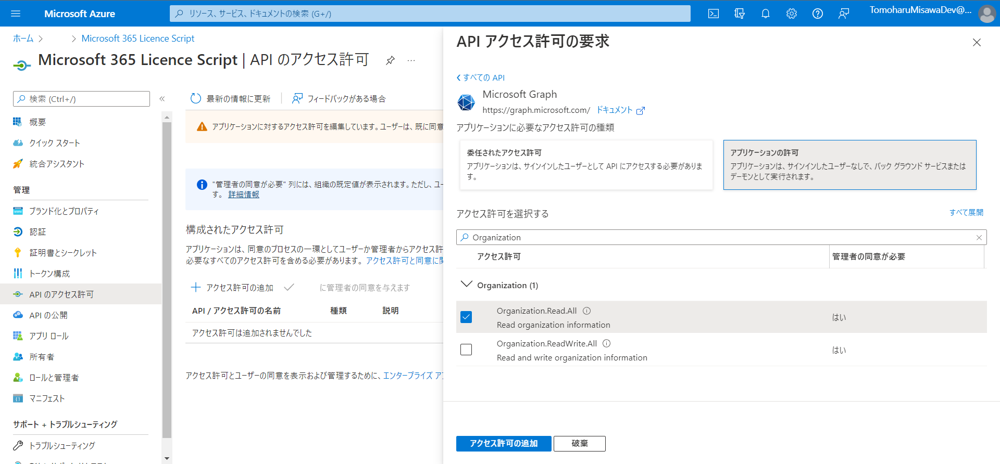 Microsoft Azure
リソース、サービス、ドキュメントの検索 (G+/)
TomoharuMisawaDev@...
ホーム
Microsoft 365 Licence Script
Microsoft 365 Licence Script | API のアクセス許可
...
検索 (Ctrl+/)
«
概要
クイック スタート
統合アシスタント
管理
ブランド化とプロパティ
認証
証明書とシークレット
トークン構成
API のアクセス許可
API の公開
アプリ ロール
所有者
ロールと管理者
マニフェスト
サポート + トラブルシューティング
トラブルシューティング
最新の情報に更新
フィードバックがある場合
アプリケーションに対するアクセス許可を編集しています。ユーザーは、既に同意
"管理者の同意が必要" 列には、組織の既定値が表示されます。ただし、ユー
す。 詳細情報
構成されたアクセス許可
アプリケーションは、同意のプロセスの一環としてユーザーか管理者からアクセス許
必要なすべてのアクセス許可を含める必要があります。 アクセス許可と同意に関
アクセス許可の追加
に管理者の同意を与えます
API / アクセス許可の名前
種類
説明
アクセス許可は追加されませんでした
アクセス許可とユーザーの同意を表示および管理するために、エンタープライズ ア
API アクセス許可の要求
すべての API
Microsoft Graph
https://graph.microsoft.com/ ドキュメント
アプリケーションに必要なアクセス許可の種類
委任されたアクセス許可
アプリケーションは、サインインしたユーザーとして API にアクセスする必要がありま
す。
アプリケーションの許可
アプリケーションは、サインインしたユーザーなしで、バック グラウンド サービスまたは
デーモンとして実行されます。
アクセス許可を選択する
すべて展開
Organization
アクセス許可
管理者の同意が必要
Organization (1)
Organization.Read.All
Read organization information
はい
Organization.ReadWrite.All
Read and write organization information
はい
アクセス許可の追加
破棄